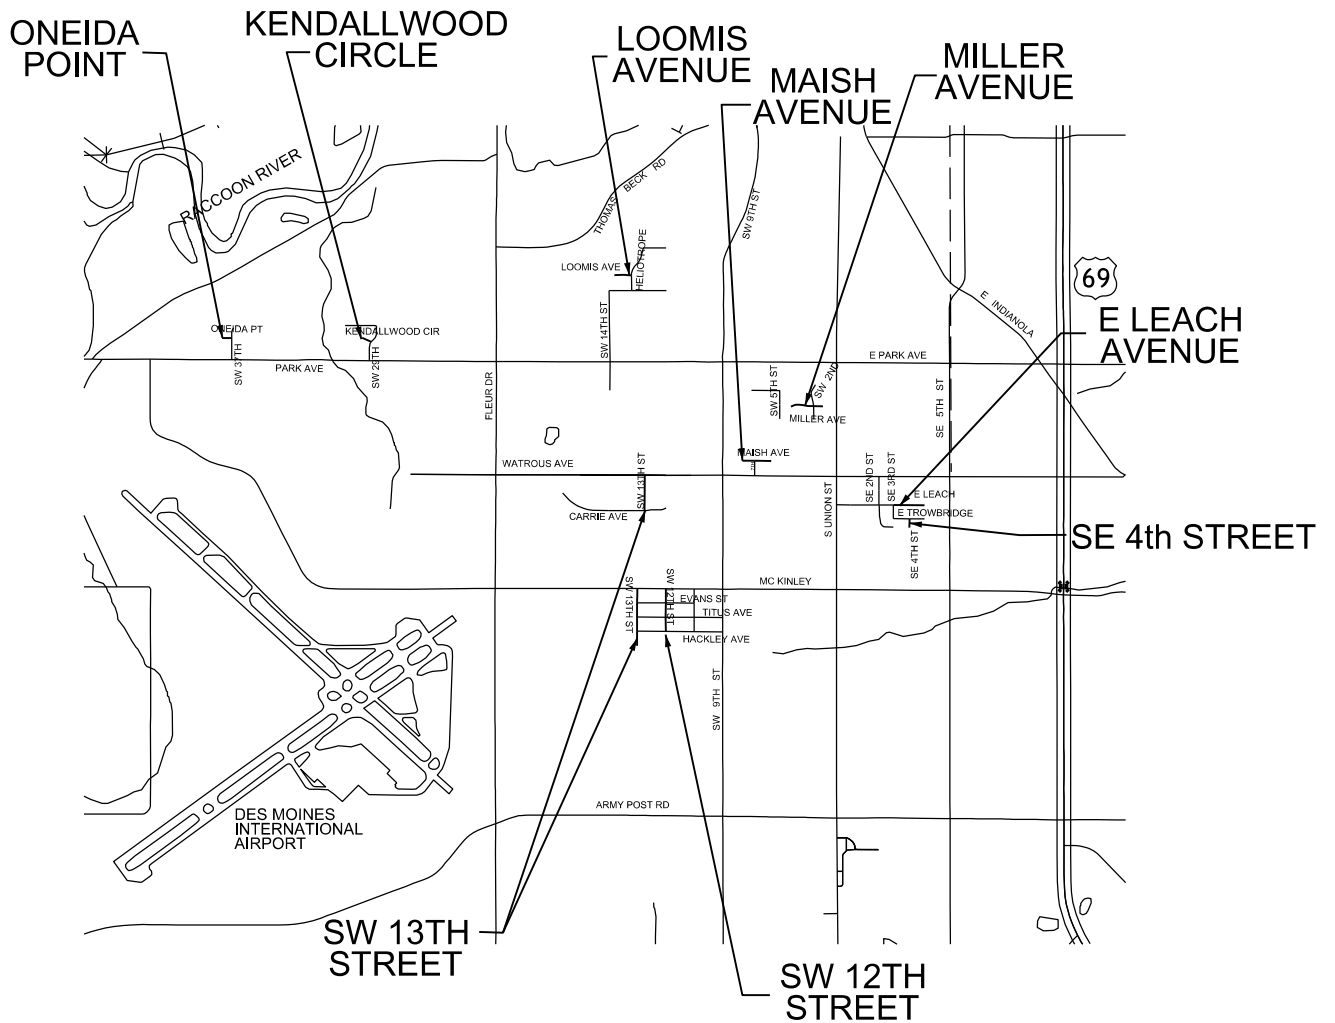 ONEIDA
POINT
KENDALLWOOD
CIRCLE
LOOMIS
AVENUE
MAISH
AVENUE
MILLER
AVENUE
RACCOON RIVER
THOMAS BECK RD
SW 9TH ST
HELIOTROPE
LOOMIS AVE
69
E INDIANOLA
E LEACH
AVENUE
ONEIDA PT
KENDALLWOOD CIR
SW 14TH ST
SW 37TH
SW 29TH
PARK AVE
E PARK AVE
FLEUR DR
SW 5TH ST
SW 2ND
MILLER AVE
SE 5TH ST
MAISH AVE
WATROUS AVE
SW 13TH ST
SE 2ND ST
SE 3RD ST
E LEACH
CARRIE AVE
S UNION ST
E TROWBRIDGE
SE 4TH ST
SE 4th STREET
MC KINLEY
SW 13TH ST
SW 12TH ST
EVANS ST
TITUS AVE
HACKLEY AVE
SW 9TH ST
ARMY POST RD
DES MOINES
INTERNATIONAL
AIRPORT
SW 13TH
STREET
SW 12TH
STREET